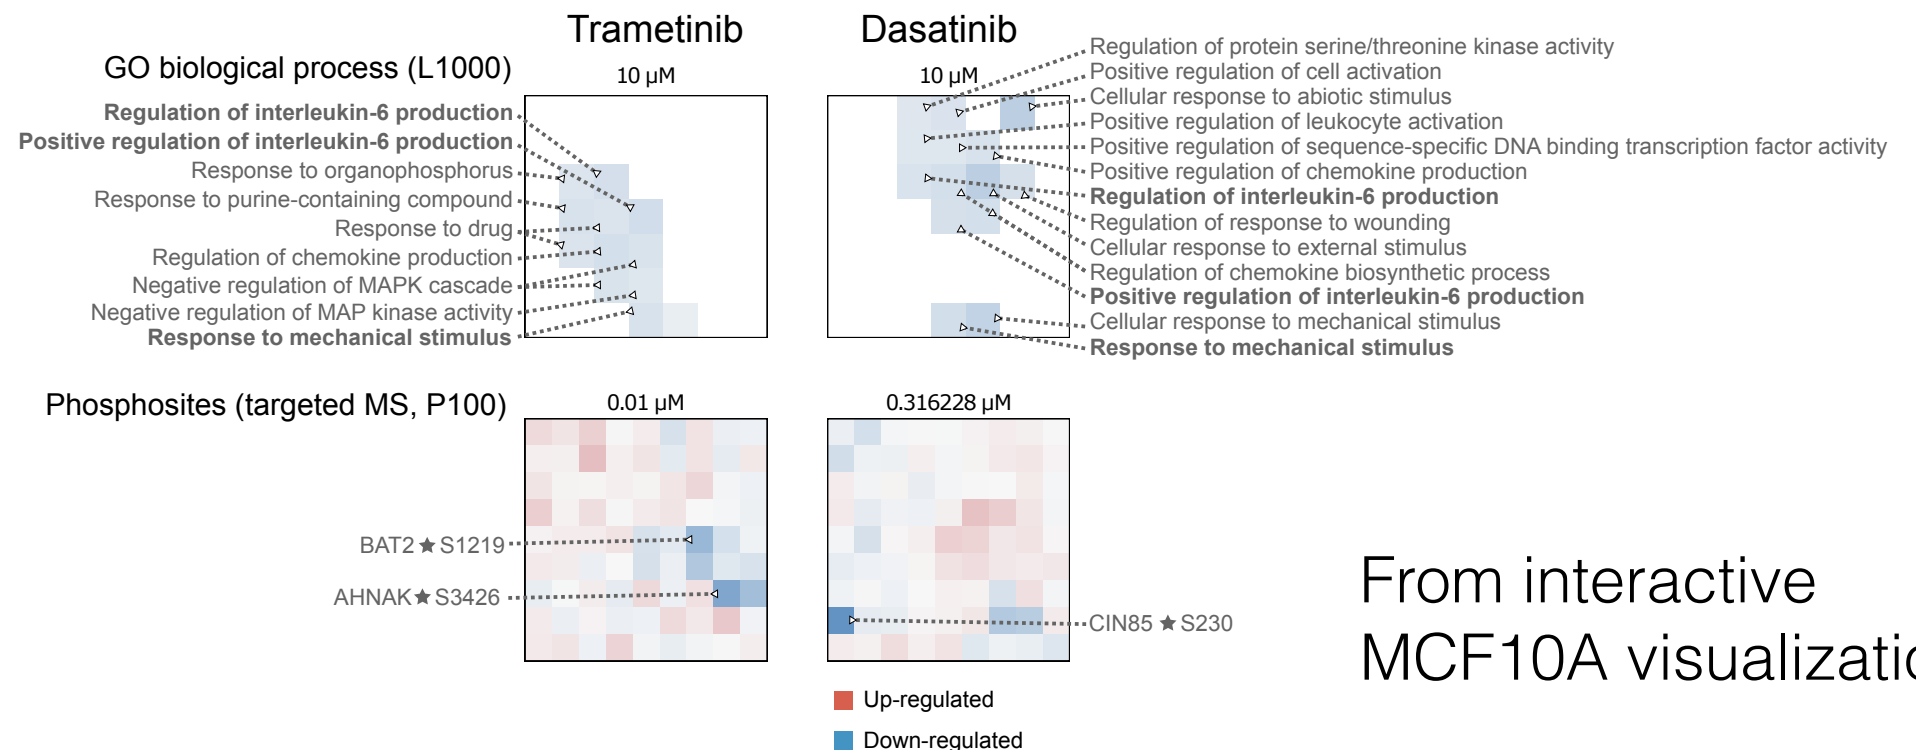 Trametinib
Dasatinib
GO biological process (L1000)
10 µM
10 µM
Regulation of interleukin-6 production
Positive regulation of interleukin-6 production
Response to organophosphorus
Response to purine-containing compound
Response to drug
Regulation of chemokine production
Negative regulation of MAPK cascade
Negative regulation of MAP kinase activity
Response to mechanical stimulus
Regulation of protein serine/threonine kinase activity
Positive regulation of cell activation
Cellular response to abiotic stimulus
Positive regulation of leukocyte activation
Positive regulation of sequence-specific DNA binding transcription factor activity
Positive regulation of chemokine production
Regulation of interleukin-6 production
Regulation of response to wounding
Cellular response to external stimulus
Regulation of chemokine biosynthetic process
Positive regulation of interleukin-6 production
Cellular response to mechanical stimulus
Response to mechanical stimulus
Phosphosites (targeted MS, P100)
0.01 µM
0.316228 µM
BAT2 ★ S1219
AHNAK ★ S3426
CIN85 ★ S230
Up-regulated
Down-regulated
From interactive
MCF10A